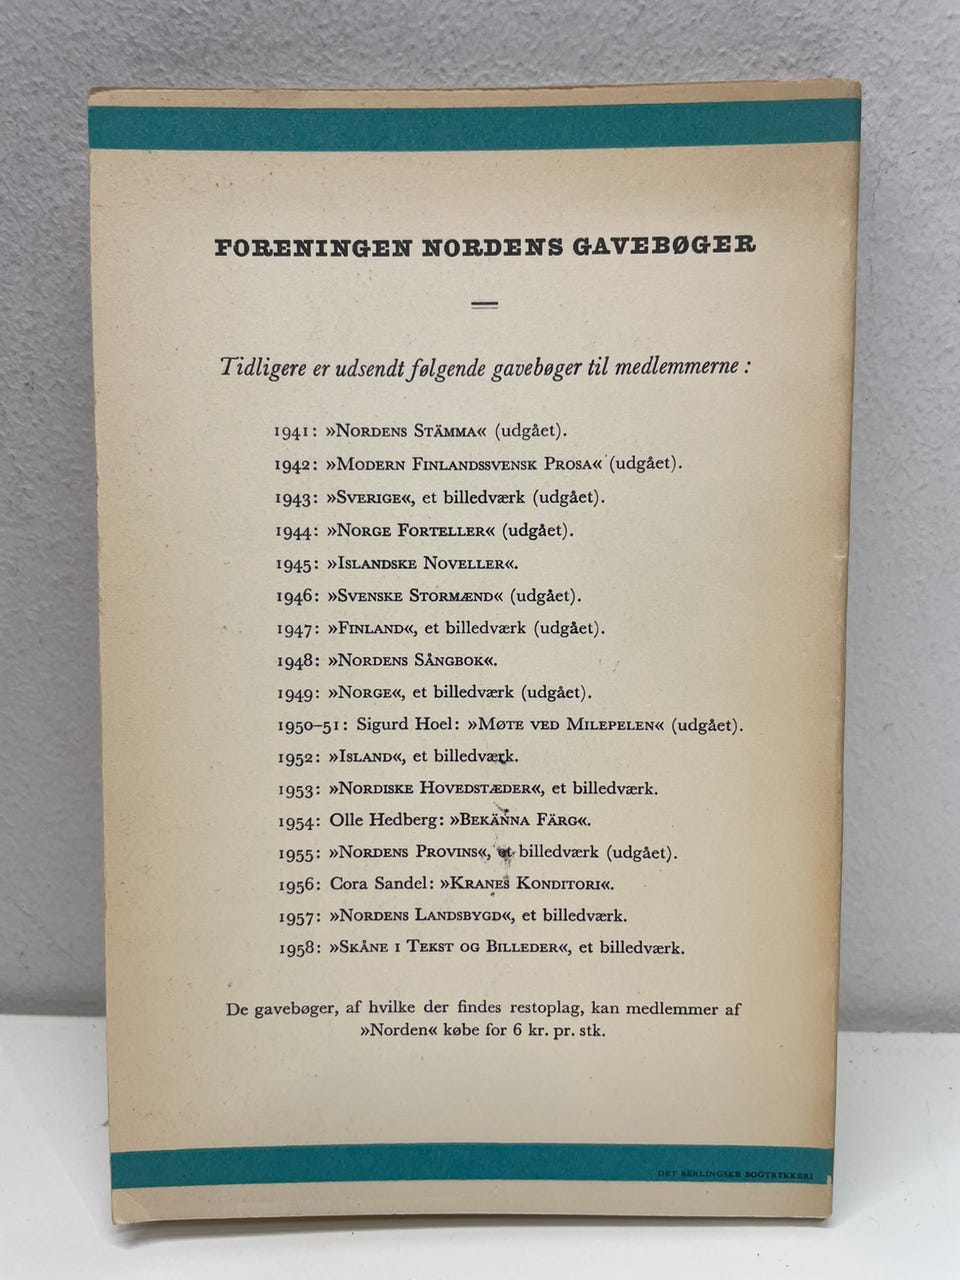 FORENINGEN NORDENS GAVEBØGER
Tidligere er udsendt følgende gavebøger til medlemmerne:
1941: »NORDENS STÄMMA« (udgået).
1942: »MODERN FINLANDSSVENSK PROSA« (udgået).
1943: »SVERIGE«, et billedværk (udgået).
1944: »NORGE FORTELLER« (udgået).
1945: »ISLANDSKE NOVELLER«.
1946: »SVENSKE STORMÆND« (udgået).
1947: »FINLAND«, et billedværk (udgået).
1948: »NORDENS SÅNGBOK«.
1949: »NORGE«, et billedværk (udgået).
1950–51: Sigurd Hoel: »MØTE VED MILEPELEN« (udgået).
1952: »ISLAND«, et billedværk.
1953: »NORDISKE HOVEDSTÆDER«, et billedværk.
1954: Olle Hedberg: »BEKÄNNA FÄRG«.
1955: »NORDENS PROVINS«, et billedværk (udgået).
1956: Cora Sandel: »KRANES KONDITORI«.
1957: »NORDENS LANDSBYGD«, et billedværk.
1958: »SKÅNE I TEKST OG BILLEDER«, et billedværk.
De gavebøger, af hvilke der findes restoplag, kan medlemmer af
»Norden« købe for 6 kr. pr. stk.
DET BERLINGSKE BOGTRYKKERI